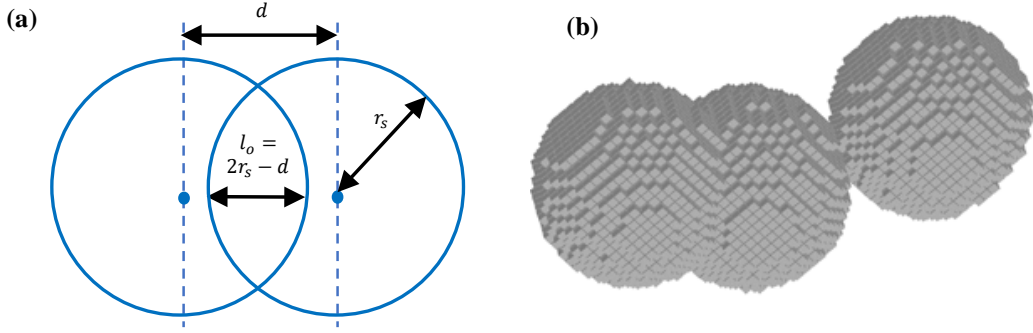 (a)
d
r_s
l_o =
2r_s − d
(b)